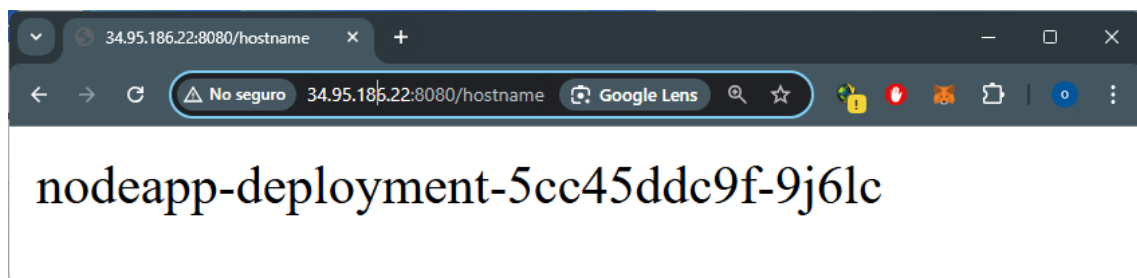 34.95.186.22:8080/hostname
No seguro 34.95.186.22:8080/hostname Google Lens o
nodeapp-deployment-5cc45ddc9f-9j6lc